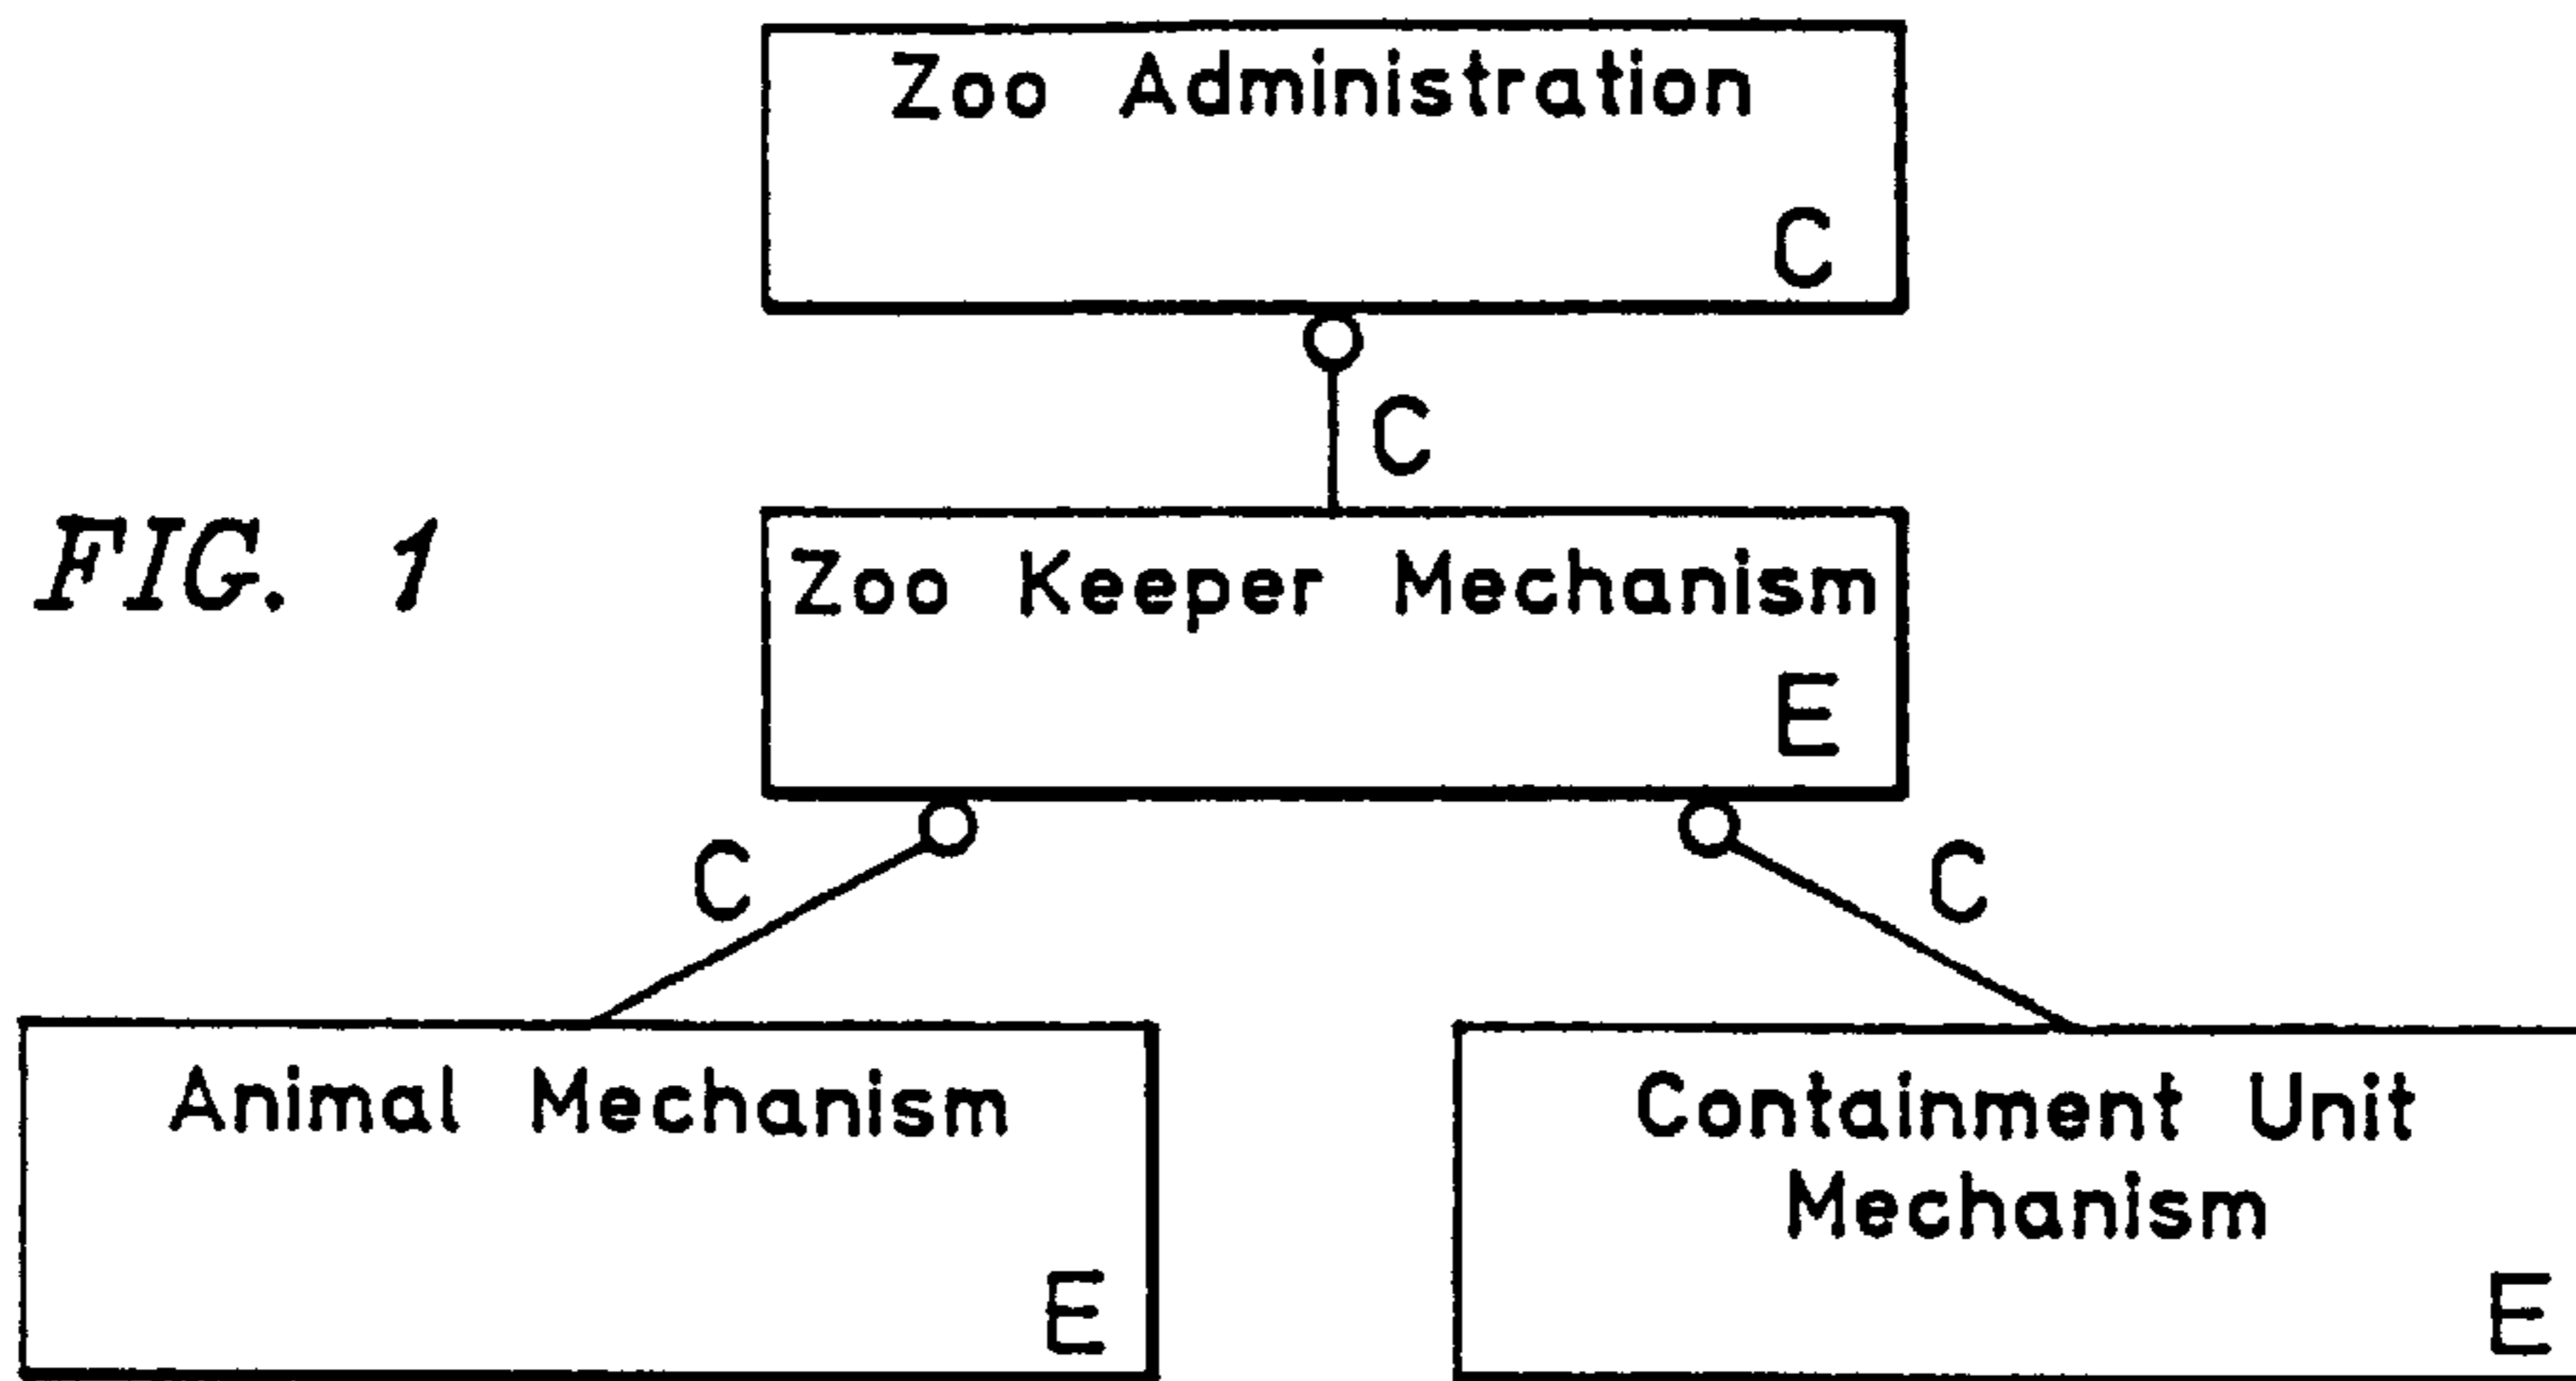 Zoo Administration
C
C
FIG. 1
Zoo Keeper Mechanism
E
C
C
Animal Mechanism
E
Containment Unit
Mechanism
E